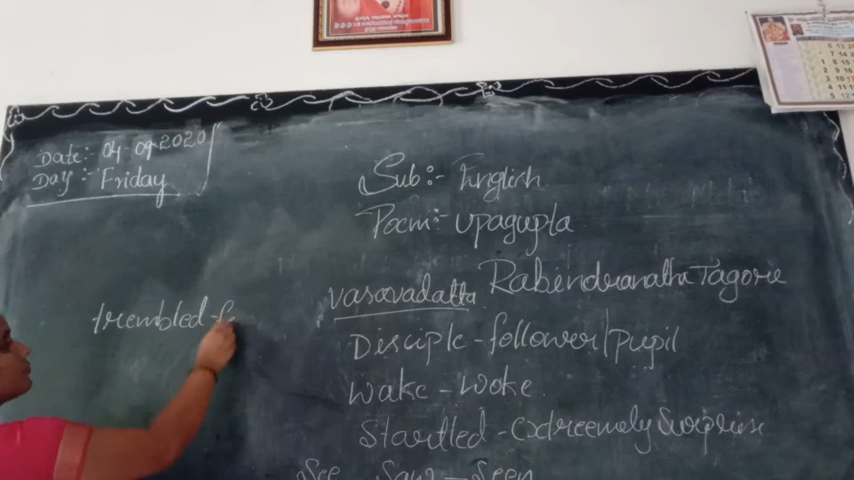 Date:- 04-09-2020
Day:- Friday
Sub:- English
Poem:- Upagupta
Rabindranatha Tagore
vasavadatta
Disciple - follower/pupil
Wake - Woke
Startled - Extreemely Surprise
See Saw - Seen
trembled - f